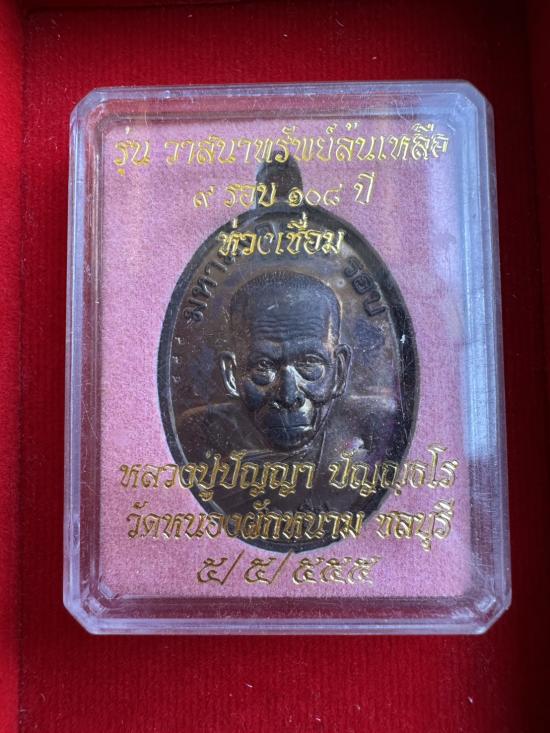 รุ่น วาสนาทรัพย์ล้นเหลือ
๙ รอบ ๑๐๘ ปี
ห่วงเชื่อม
มหา
รอบ
หลวงปู่ปัญญา ปัญญธโร
วัดหนองผักหนาม ชลบุรี
๕/๕/๕๕๕